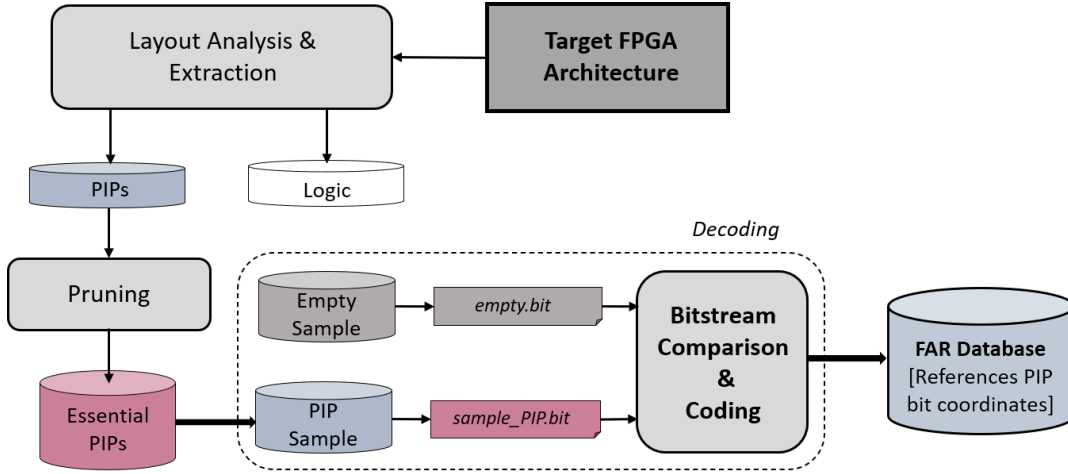 Layout Analysis &
Extraction
Target FPGA
Architecture
PIPs
Logic
Decoding
Pruning
Empty
Sample
empty.bit
Bitstream
Comparison
&
Coding
FAR Database
[References PIP
bit coordinates]
Essential
PIPs
PIP
Sample
sample_PIP.bit